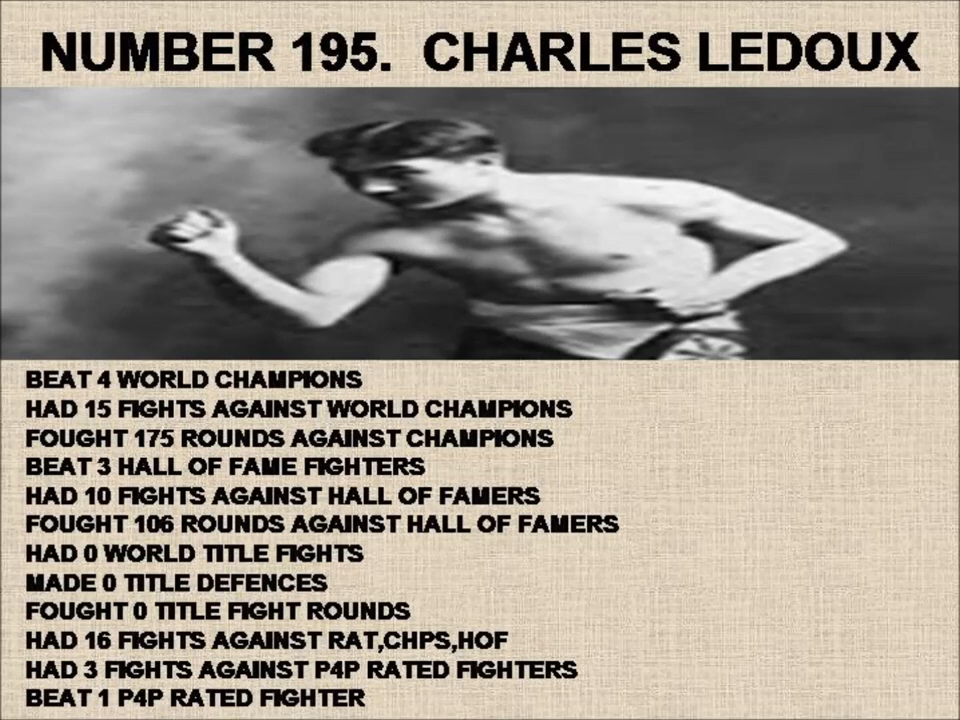 NUMBER 195. CHARLES LEDOUX
BEAT 4 WORLD CHAMPIONS
HAD 15 FIGHTS AGAINST WORLD CHAMPIONS
FOUGHT 175 ROUNDS AGAINST CHAMPIONS
BEAT 3 HALL OF FAME FIGHTERS
HAD 10 FIGHTS AGAINST HALL OF FAMERS
FOUGHT 106 ROUNDS AGAINST HALL OF FAMERS
HAD 0 WORLD TITLE FIGHTS
MADE 0 TITLE DEFENCES
FOUGHT 0 TITLE FIGHT ROUNDS
HAD 16 FIGHTS AGAINST RAT,CHPS,HOF
HAD 3 FIGHTS AGAINST P4P RATED FIGHTERS
BEAT 1 P4P RATED FIGHTER